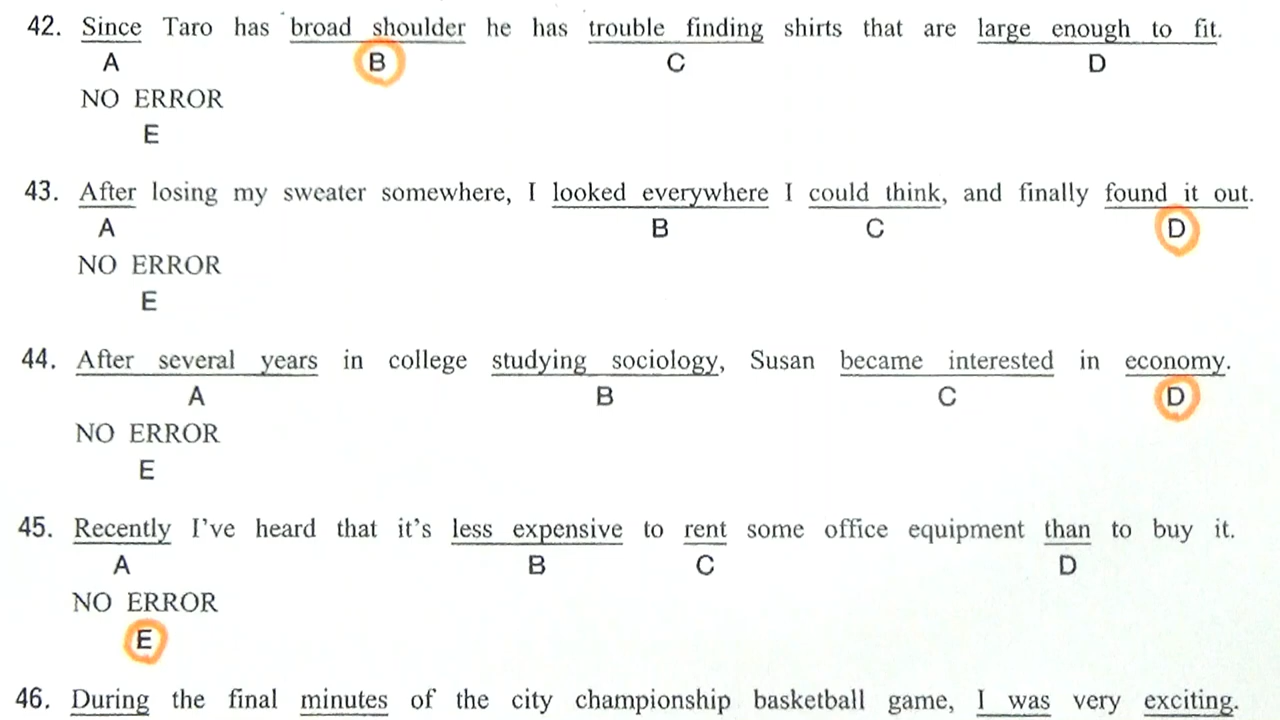 42. Since Taro has broad shoulder he has trouble finding shirts that are large enough to fit.
A B C D
NO ERROR
E
43. After losing my sweater somewhere, I looked everywhere I could think, and finally found it out.
A B C D
NO ERROR
E
44. After several years in college studying sociology, Susan became interested in economy.
A B C D
NO ERROR
E
45. Recently I've heard that it's less expensive to rent some office equipment than to buy it.
A B C D
NO ERROR
E
46. During the final minutes of the city championship basketball game, I was very exciting.